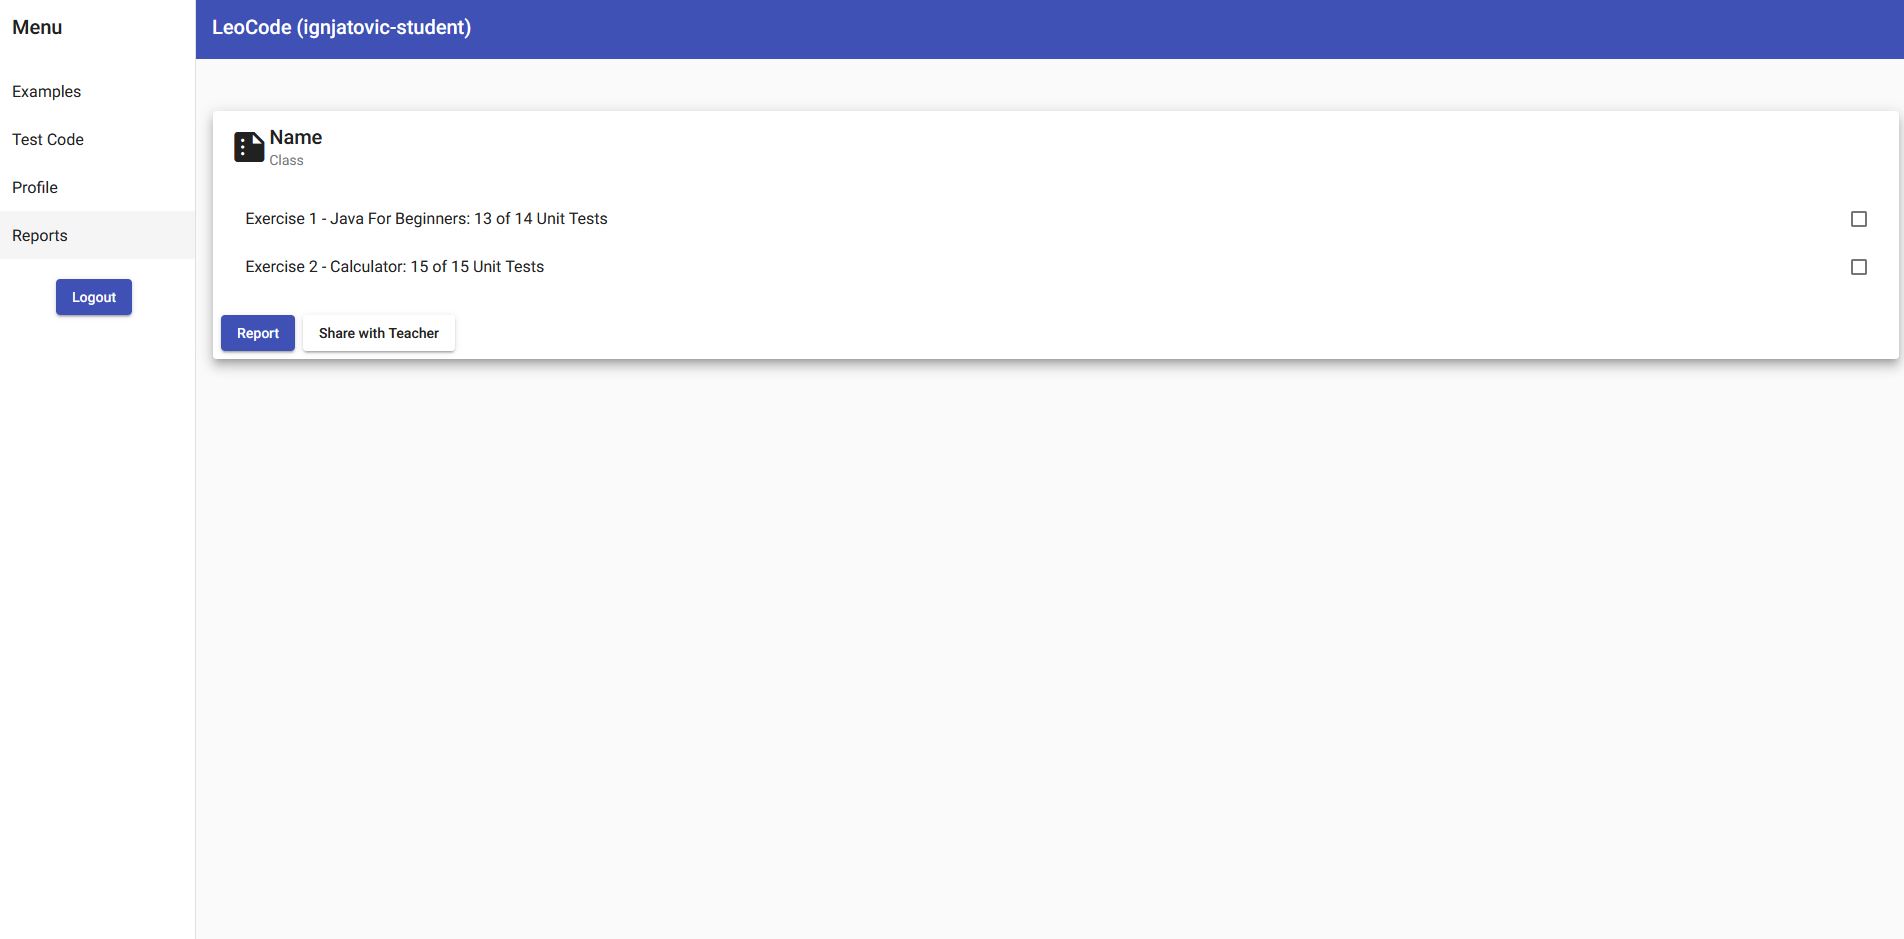 Menu
LeoCode (ignjatovic-student)
Examples
Test Code
Profile
Reports
Logout
Name
Class
Exercise 1 - Java For Beginners: 13 of 14 Unit Tests
Exercise 2 - Calculator: 15 of 15 Unit Tests
Report
Share with Teacher